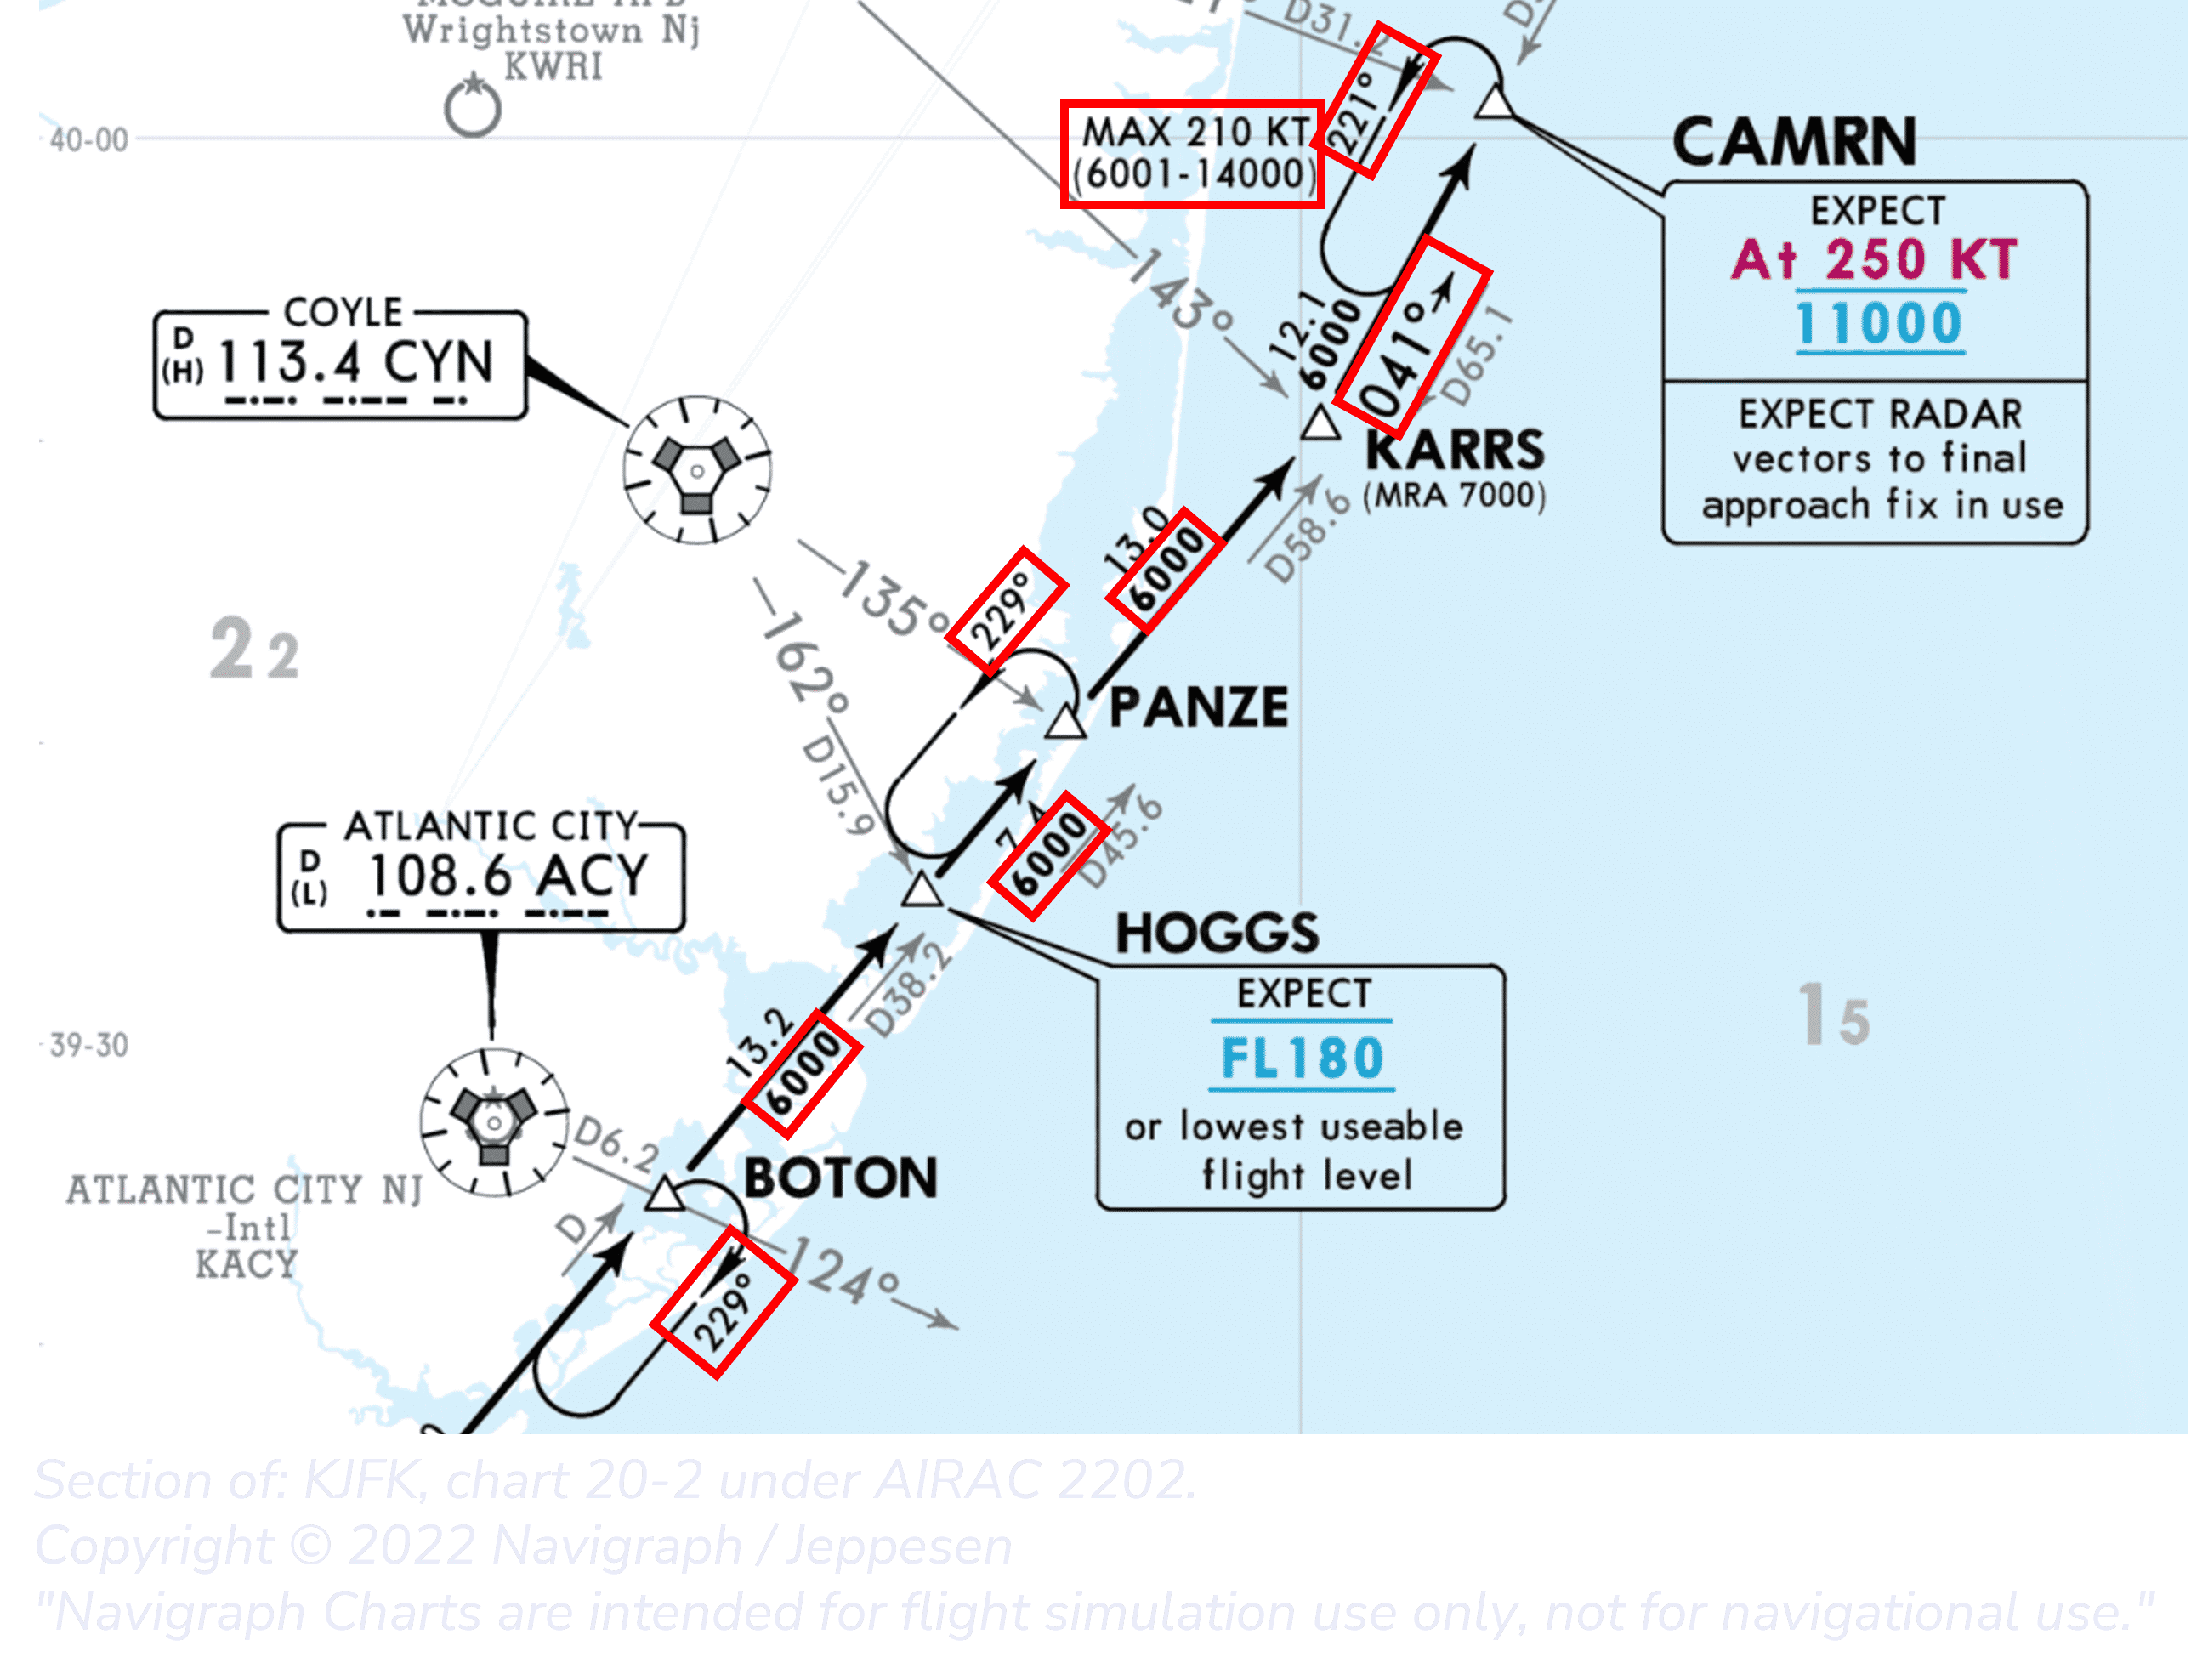 Wrightstown Nj
KWRI
D31.2
40-00
MAX 210 KT
(6001-14000)
221°
CAMRN
EXPECT
At 250 KT
11000
EXPECT RADAR
vectors to final
approach fix in use
143°
12.1
6000
041°
D65.1
COYLE
D
(H)
113.4 CYN
KARRS
(MRA 7000)
13.0
6000
D58.6
135°
229°
162°
22
PANZE
D15.9
6000
D45.6
ATLANTIC CITY
D
(L)
108.6 ACY
HOGGS
EXPECT
FL180
or lowest useable
flight level
D38.2
13.2
6000
15
39-30
D6.2
BOTON
ATLANTIC CITY NJ
-Intl
KACY
D
124°
229°
Section of: KJFK, chart 20-2 under AIRAC 2202.
Copyright © 2022 Navigraph / Jeppesen
"Navigraph Charts are intended for flight simulation use only, not for navigational use."